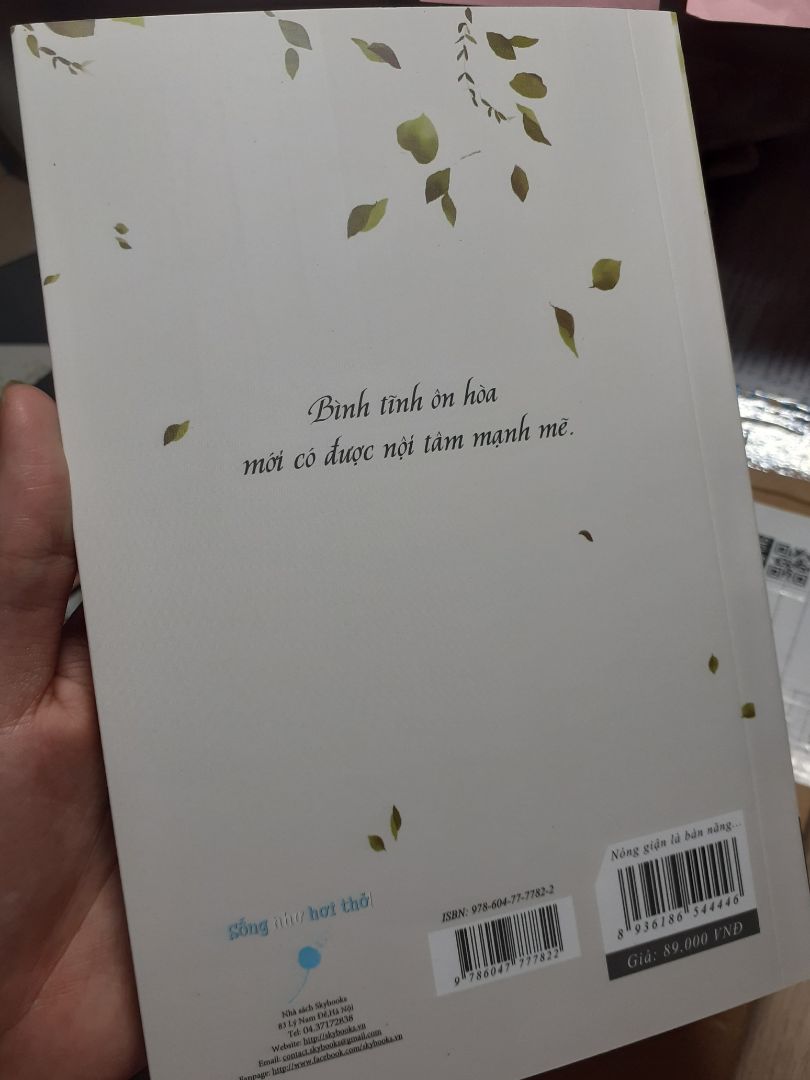 Bình tĩnh ôn hòa
mới có được nội tâm mạnh mẽ.
Sống như hơi thở
Nhà sách Skybooks
83 Lý Nam Đế,Hà Nội
Tel: 04.37172838
Website: http://skybooks.vn
Email: contact.skybooks@gmail.com
Fanpage: http://www.facebook.com/skybooks.vn
ISBN: 978-604-77-7782-2
9 786047 777822
Nóng giận là bản năng...
8 936186 544446
Giá: 89.000 VNĐ